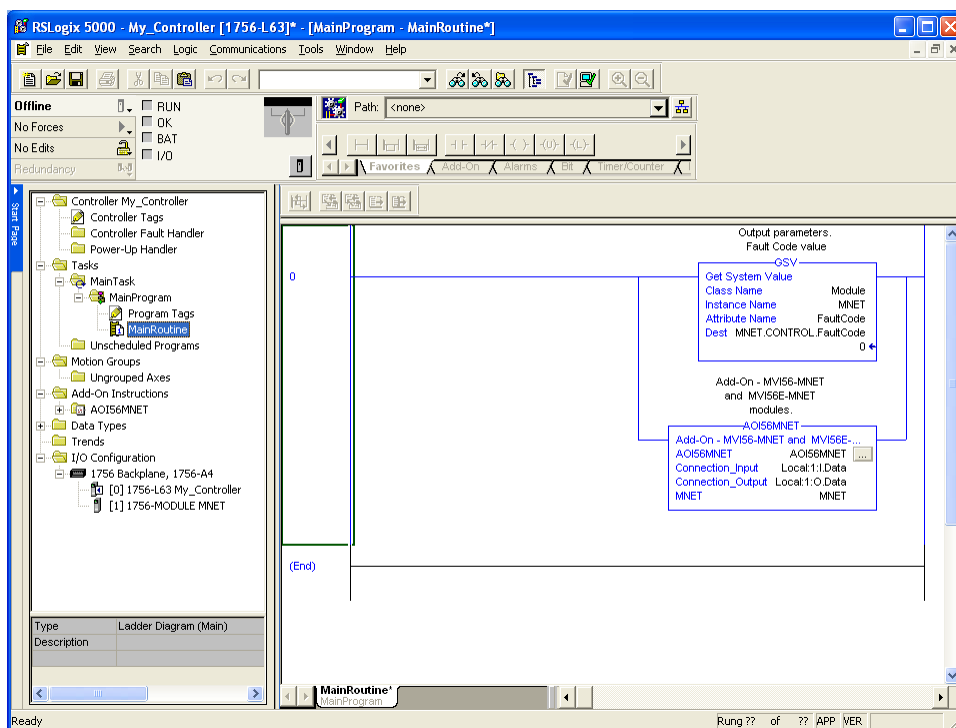 RSLogix 5000 - My_Controller [1756-L63]* - [MainProgram - MainRoutine*]
File Edit View Search Logic Communications Tools Window Help
Offline
No Forces
No Edits
Redundancy
RUN
OK
BAT
I/O
Path: <none>
Favorites Add-On Alarms Bit Timer/Counter
Start Page
Controller My_Controller
Controller Tags
Controller Fault Handler
Power-Up Handler
Tasks
MainTask
MainProgram
Program Tags
MainRoutine
Unscheduled Programs
Motion Groups
Ungrouped Axes
Add-On Instructions
AOI56MNET
Data Types
Trends
I/O Configuration
1756 Backplane, 1756-A4
[0] 1756-L63 My_Controller
[1] 1756-MODULE MNET
Type Ladder Diagram (Main)
Description
Output parameters.
Fault Code value
0
GSV
Get System Value
Class Name Module
Instance Name MNET
Attribute Name FaultCode
Dest MNET.CONTROL.FaultCode
0
Add-On - MVI56-MNET
and MVI56E-MNET
modules.
AOI56MNET
Add-On - MVI56-MNET and MVI56E-...
AOI56MNET AOI56MNET ...
Connection_Input Local:1:I.Data
Connection_Output Local:1:O.Data
MNET MNET
(End)
MainRoutine*
MainProgram
Ready
Rung ?? of ?? APP VER